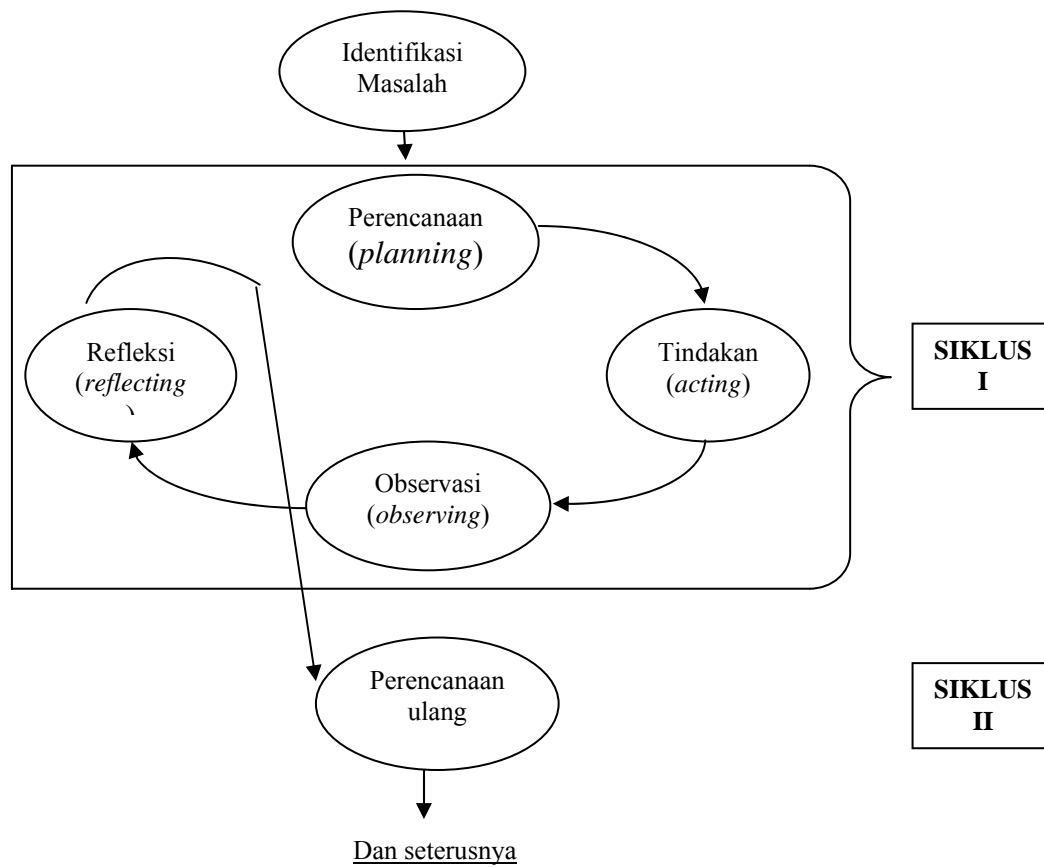 Identifikasi
Masalah
Perencanaan
(planning)
Refleksi
(reflecting
)
Tindakan
(acting)
SIKLUS
I
Observasi
(observing)
Perencanaan
ulang
SIKLUS
II
Dan seterusnya